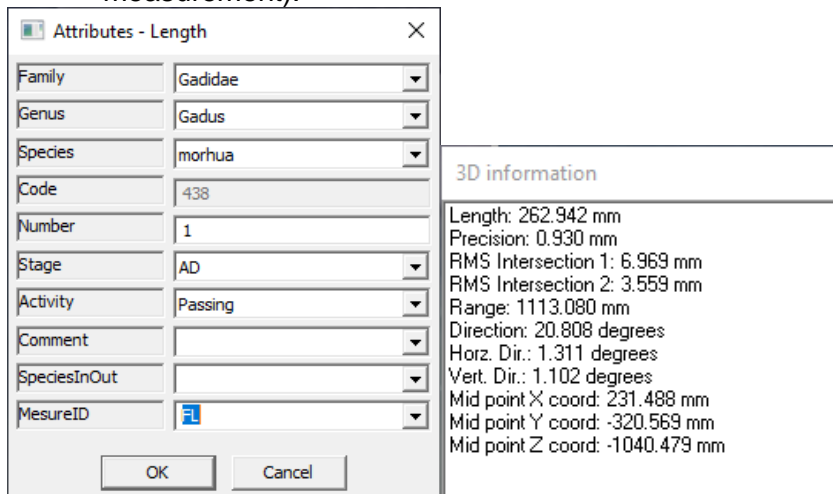 measurement).
Attributes - Length
Family Gadidae
Genus Gadus
Species morhua
Code 438
Number 1
Stage AD
Activity Passing
Comment
SpeciesInOut
MesureID FL
OK Cancel
3D information
Length: 262.942 mm
Precision: 0.930 mm
RMS Intersection 1: 6.969 mm
RMS Intersection 2: 3.559 mm
Range: 1113.080 mm
Direction: 20.808 degrees
Horz. Dir.: 1.311 degrees
Vert. Dir.: 1.102 degrees
Mid point X coord: 231.488 mm
Mid point Y coord: -320.569 mm
Mid point Z coord: -1040.479 mm